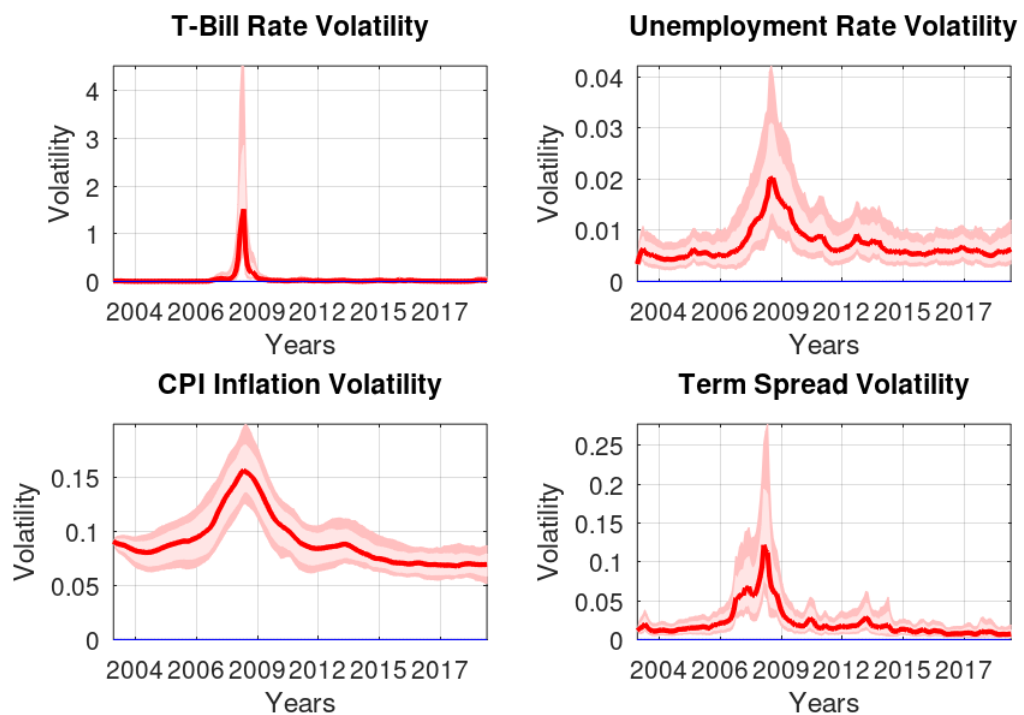 T-Bill Rate Volatility
4
3
2
1
0
Volatility
2004 2006 2009 2012 2015 2017
Years
Unemployment Rate Volatility
0.04
0.03
0.02
0.01
0
Volatility
2004 2006 2009 2012 2015 2017
Years
CPI Inflation Volatility
0.15
0.1
0.05
0
Volatility
2004 2006 2009 2012 2015 2017
Years
Term Spread Volatility
0.25
0.2
0.15
0.1
0.05
0
Volatility
2004 2006 2009 2012 2015 2017
Years